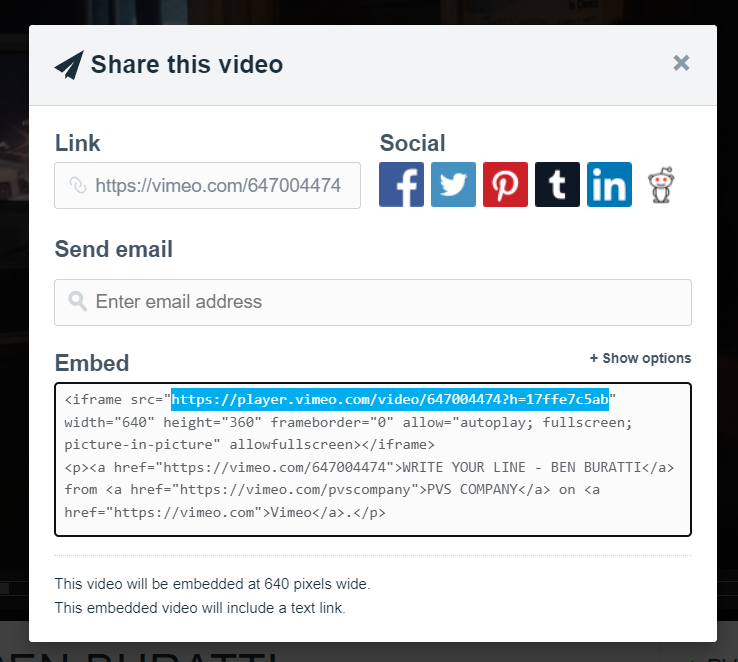 Share this video
×
Link
Social
https://vimeo.com/647004474
f
p
t
in
Send email
Enter email address
Embed
+ Show options
<iframe src="https://player.vimeo.com/video/647004474?h=17ffe7c5ab"
width="640" height="360" frameborder="0" allow="autoplay; fullscreen;
picture-in-picture" allowfullscreen></iframe>
<p><a href="https://vimeo.com/647004474">WRITE YOUR LINE - BEN BURATTI</a>
from <a href="https://vimeo.com/pvscompany">PVS COMPANY</a> on <a
href="https://vimeo.com">Vimeo</a>.</p>
This video will be embedded at 640 pixels wide.
This embedded video will include a text link.